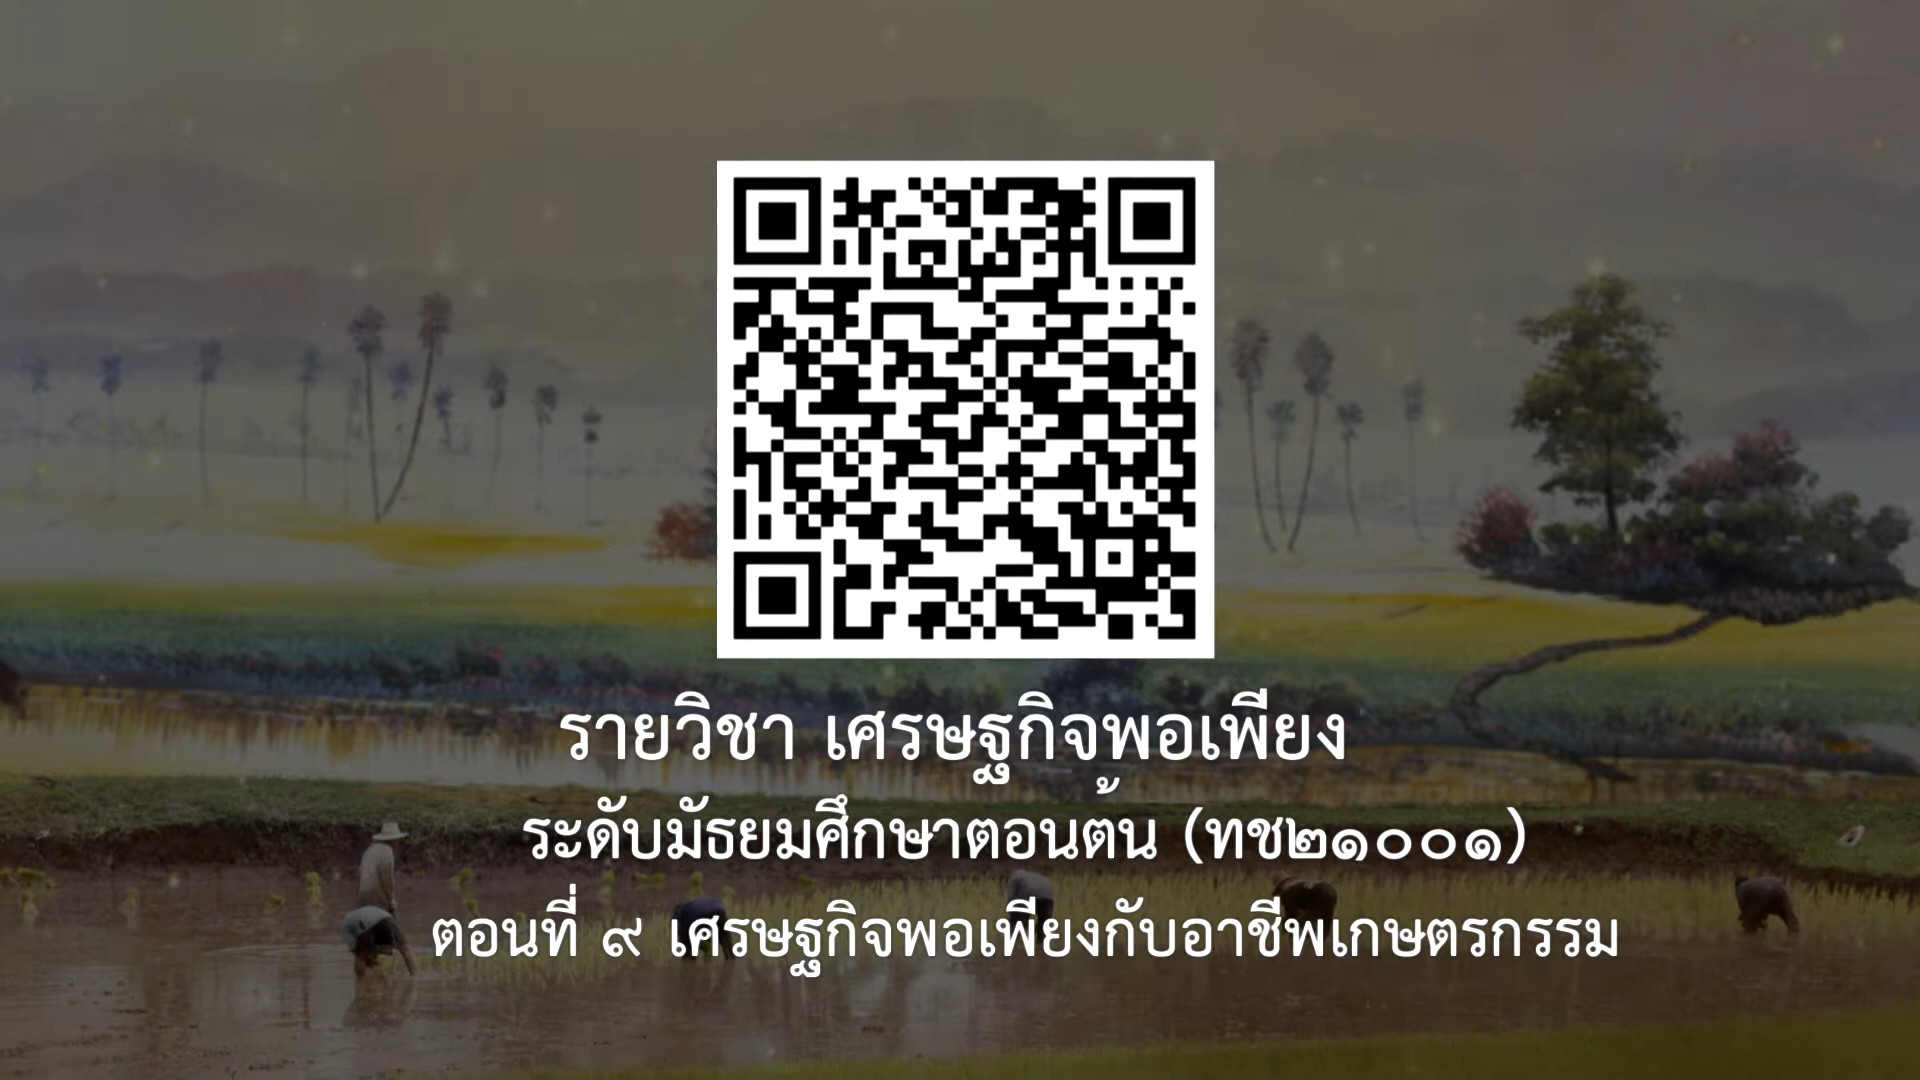 รายวิชา เศรษฐกิจพอเพียง
ระดับมัธยมศึกษาตอนต้น (ทช๒๑๐๐๑)
ตอนที่ ๙ เศรษฐกิจพอเพียงกับอาชีพเกษตรกรรม